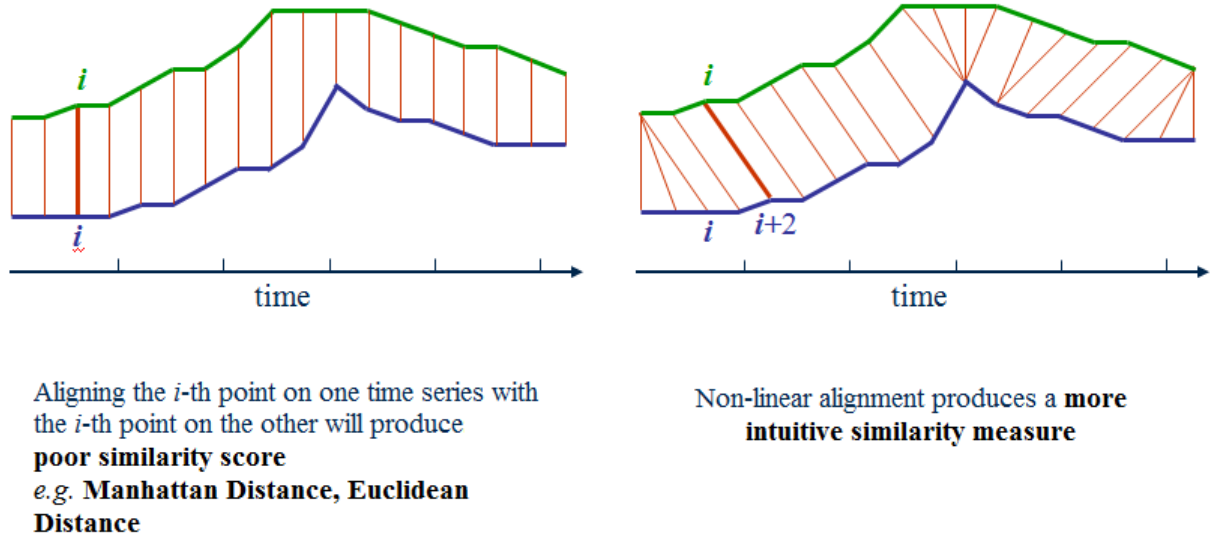 i
i
time
Aligning the i-th point on one time series with
the i-th point on the other will produce
poor similarity score
e.g. Manhattan Distance, Euclidean
Distance
i
i
i+2
time
Non-linear alignment produces a more
intuitive similarity measure